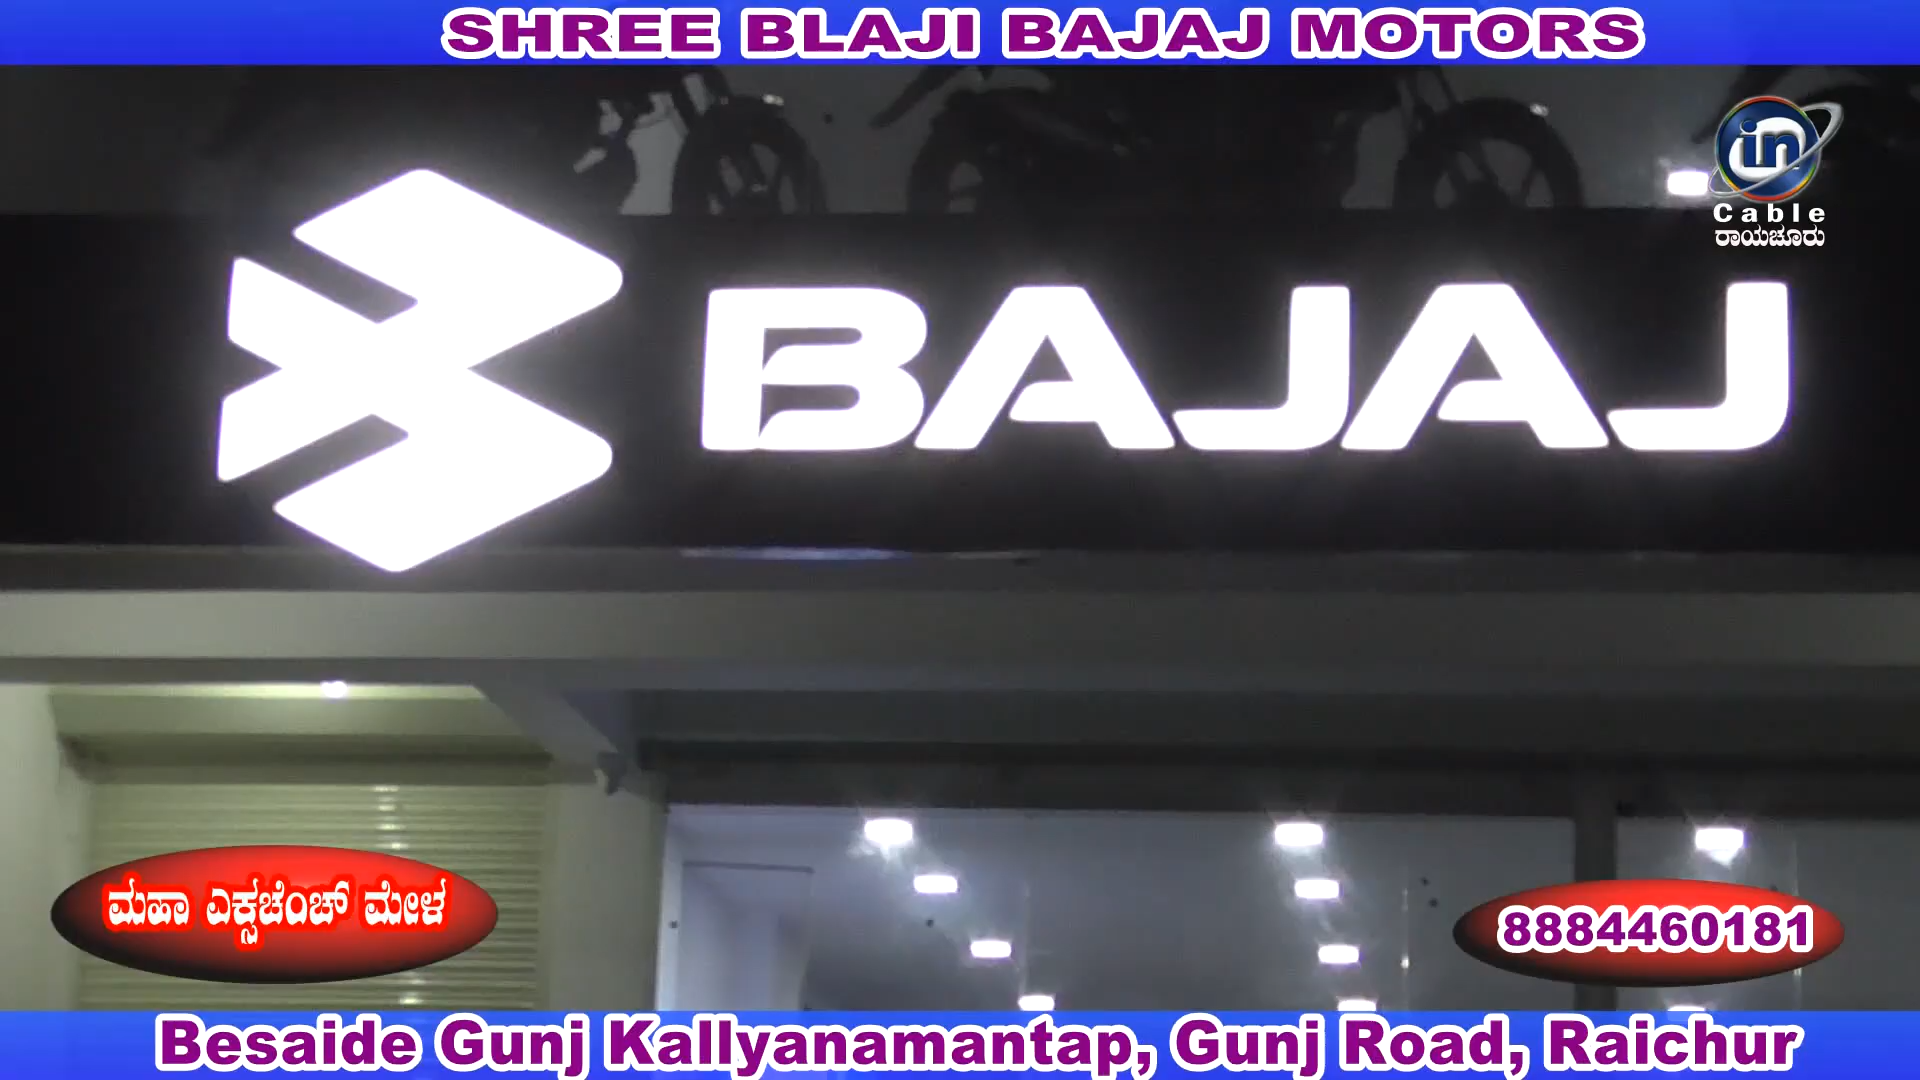 SHREE BLAJI BAJAJ MOTORS
in
Cable
ರಾಯಚೂರು
BAJAJ
ಮಹಾ ಎಕ್ಸಚೆಂಚ್ ಮೇಳ
8884460181
Besaide Gunj Kallyanamantap, Gunj Road, Raichur